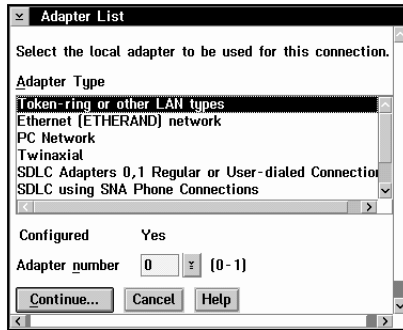 Adapter List
Select the local adapter to be used for this connection.
Adapter Type
Token-ring or other LAN types
Ethernet (ETHERAND) network
PC Network
Twinaxial
SDLC Adapters 0,1 Regular or User-dialed Connection
SDLC using SNA Phone Connections
Configured Yes
Adapter number 0 (0-1)
Continue... Cancel Help